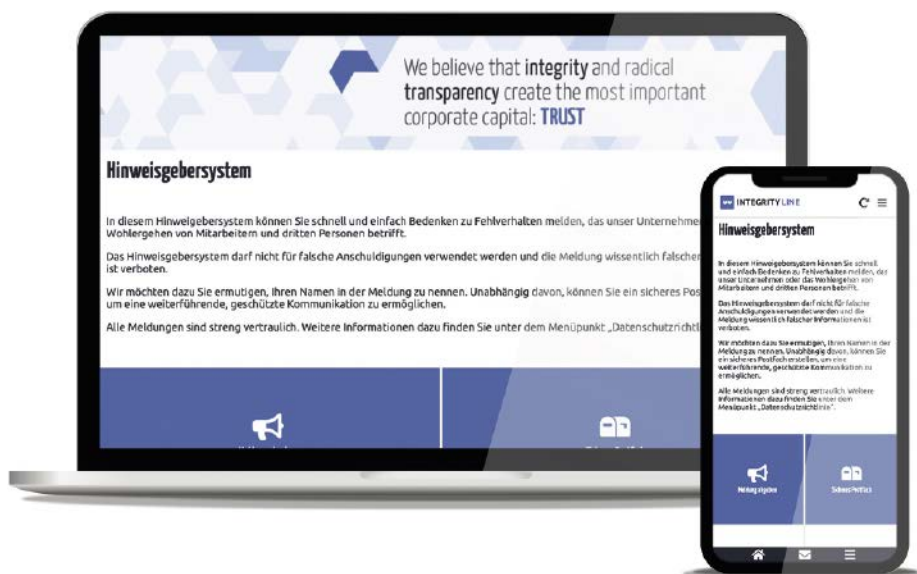 We believe that integrity and radical
transparency create the most important
corporate capital: TRUST
Hinweisgebersystem
In diesem Hinweigebersystem können Sie schnell und einfach Bedenken zu Fehlverhalten melden, das unser Unternehme
Wohlergehen von Mitarbeitern und dritten Personen betrifft.
Das Hinweisgebersystem darf nicht für falsche Anschuldigungen verwendet werden und die Meldung wissentlich falscher
ist verboten.
Wir möchten dazu Sie ermutigen, Ihren Namen in der Meldung zu nennen. Unabhängig davon, können Sie ein sicheres Pos
um eine weiterführende, geschützte Kommunikation zu ermöglichen.
Alle Meldungen sind streng vertraulich. Weitere Informationen dazu finden Sie unter dem Menüpunkt „Datenschutzrichtl
INTEGRITY LINE
Hinweisgebersystem
In diesem Hinweigebersystem können Sie schnell
und einfach Bedenken zu Fehlverhalten melden, das
unser Unternehmen oder das Wohlergehen von
Mitarbeitern und dritten Personen betrifft.
Das Hinweisgebersystem darf nicht für falsche
Anschuldigungen verwendet werden und die
Meldung wissentlich falscher Informationen ist
verboten.
Wir möchten dazu Sie ermutigen, Ihren Namen in der
Meldung zu nennen. Unabhängig davon, können Sie
ein sicheres Postfach erstellen, um eine
weiterführende, geschützte Kommunikation zu
ermöglichen.
Alle Meldungen sind streng vertraulich. Weitere
Informationen dazu finden Sie unter dem
Menüpunkt „Datenschutzrichtlinie“.
Meldung abgeben
Sicheres Postfach